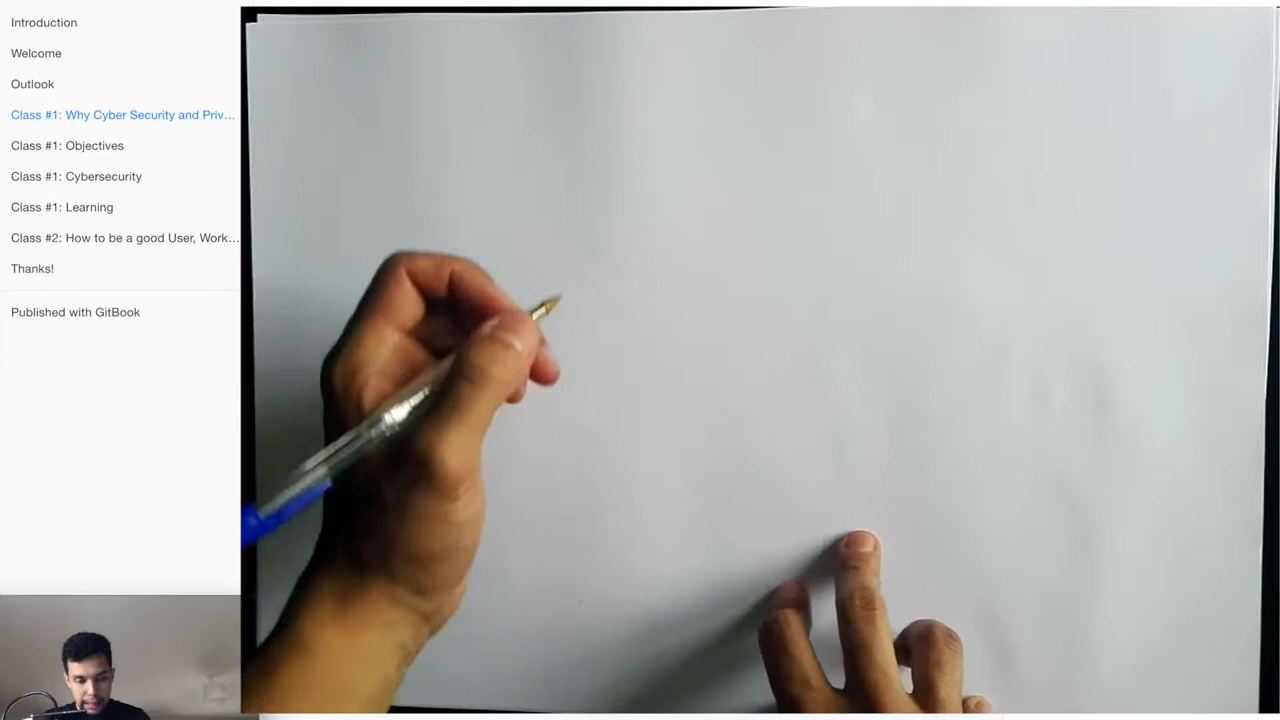 Introduction
Welcome
Outlook
Class #1: Why Cyber Security and Priv…
Class #1: Objectives
Class #1: Cybersecurity
Class #1: Learning
Class #2: How to be a good User, Work…
Thanks!
Published with GitBook